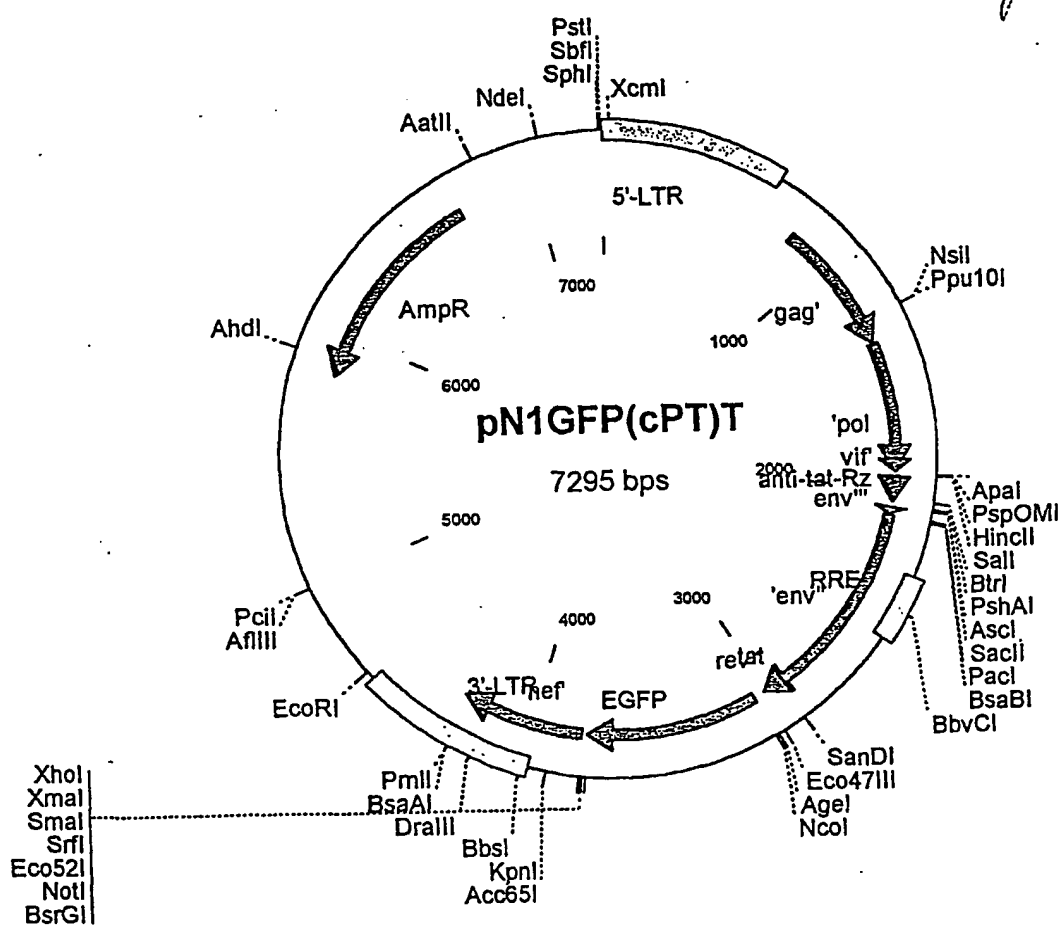 PstI
SbfI
SphI
XcmI
NdeI
AatII
5'-LTR
NsiI
Ppu10I
7000
gag'
AmpR
1000
AhdI
6000
pN1GFP(cPT)T
7295 bps
'pol
vif'
2000
anti-tat-Rz
env'''
ApaI
PspOMI
HincII
SalI
BtrI
PshAI
AscI
SacII
PacI
BsaBI
BbvCI
5000
RRE
'env''
3000
4000
PciI
AflIII
retat
3'-LTR
nef'
EGFP
EcoRI
SanDI
Eco47III
AgeI
NcoI
PmlI
BsaAI
DraIII
BbsI
KpnI
Acc65I
XhoI
XmaI
SmaI
SrfI
Eco52I
NotI
BsrGI